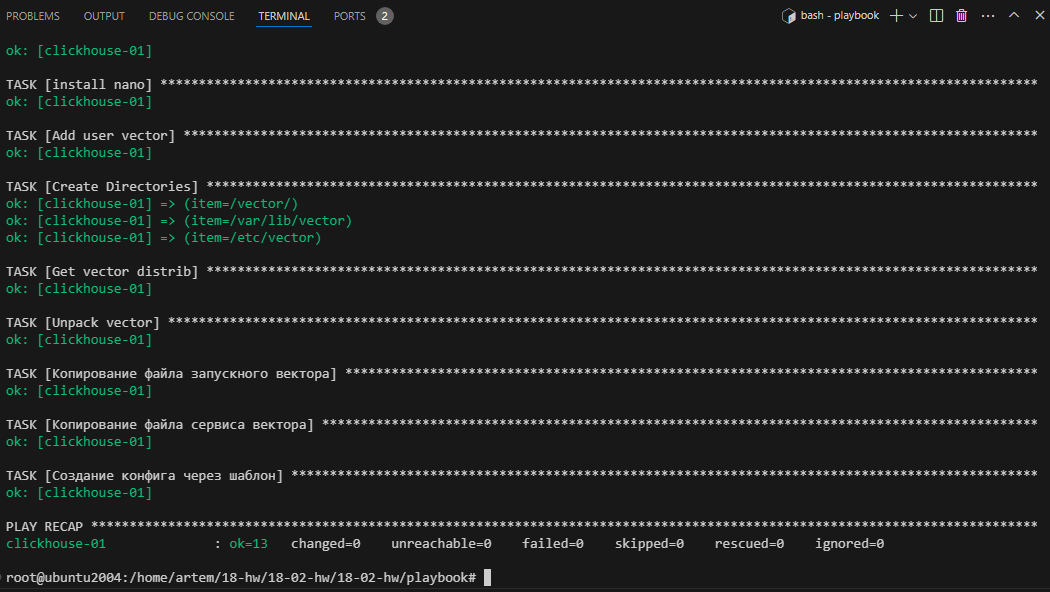 PROBLEMS OUTPUT DEBUG CONSOLE TERMINAL PORTS 2 bash - playbook
ok: [clickhouse-01]
TASK [install nano] ******************************************************************************************************************
ok: [clickhouse-01]
TASK [Add user vector] ***************************************************************************************************************
ok: [clickhouse-01]
TASK [Create Directories] ************************************************************************************************************
ok: [clickhouse-01] => (item=/vector/)
ok: [clickhouse-01] => (item=/var/lib/vector)
ok: [clickhouse-01] => (item=/etc/vector)
TASK [Get vector distrib] ************************************************************************************************************
ok: [clickhouse-01]
TASK [Unpack vector] *****************************************************************************************************************
ok: [clickhouse-01]
TASK [Копирование файла запускного вектора] ******************************************************************************************
ok: [clickhouse-01]
TASK [Копирование файла сервиса вектора] *********************************************************************************************
ok: [clickhouse-01]
TASK [Создание конфига через шаблон] *************************************************************************************************
ok: [clickhouse-01]
PLAY RECAP ***************************************************************************************************************************
clickhouse-01              : ok=13   changed=0    unreachable=0    failed=0    skipped=0    rescued=0    ignored=0
root@ubuntu2004:/home/artem/18-hw/18-02-hw/18-02-hw/playbook#